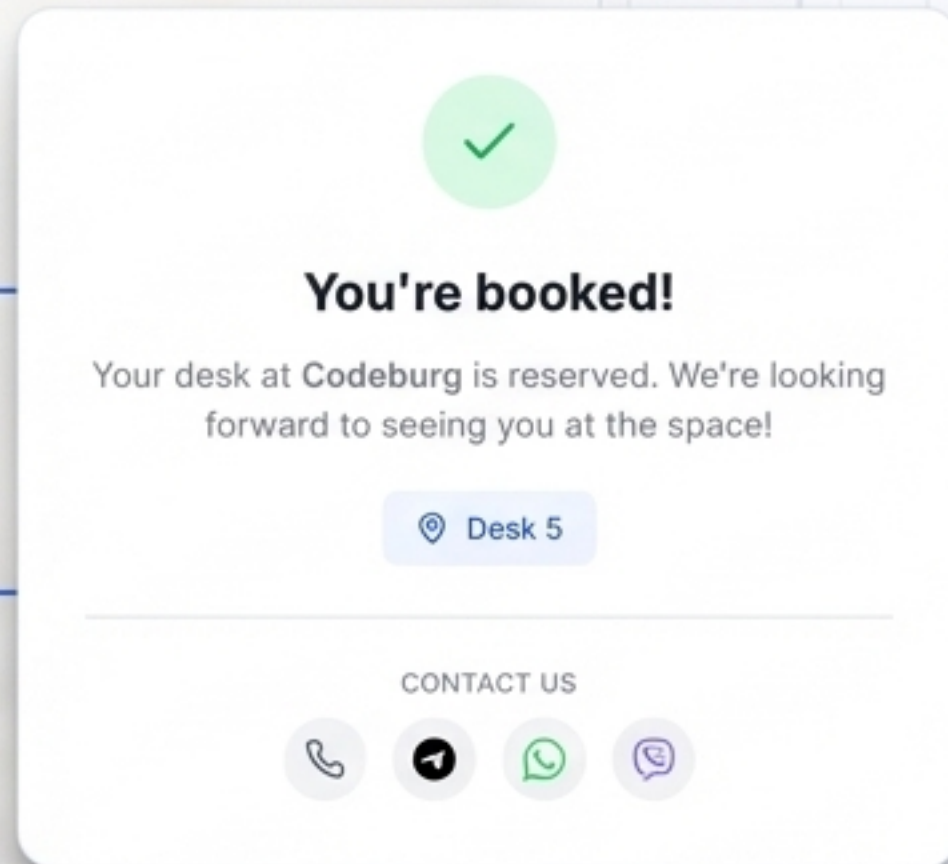 You're booked!
Your desk at Codeburg is reserved. We're looking
forward to seeing you at the space!
Desk 5
CONTACT US